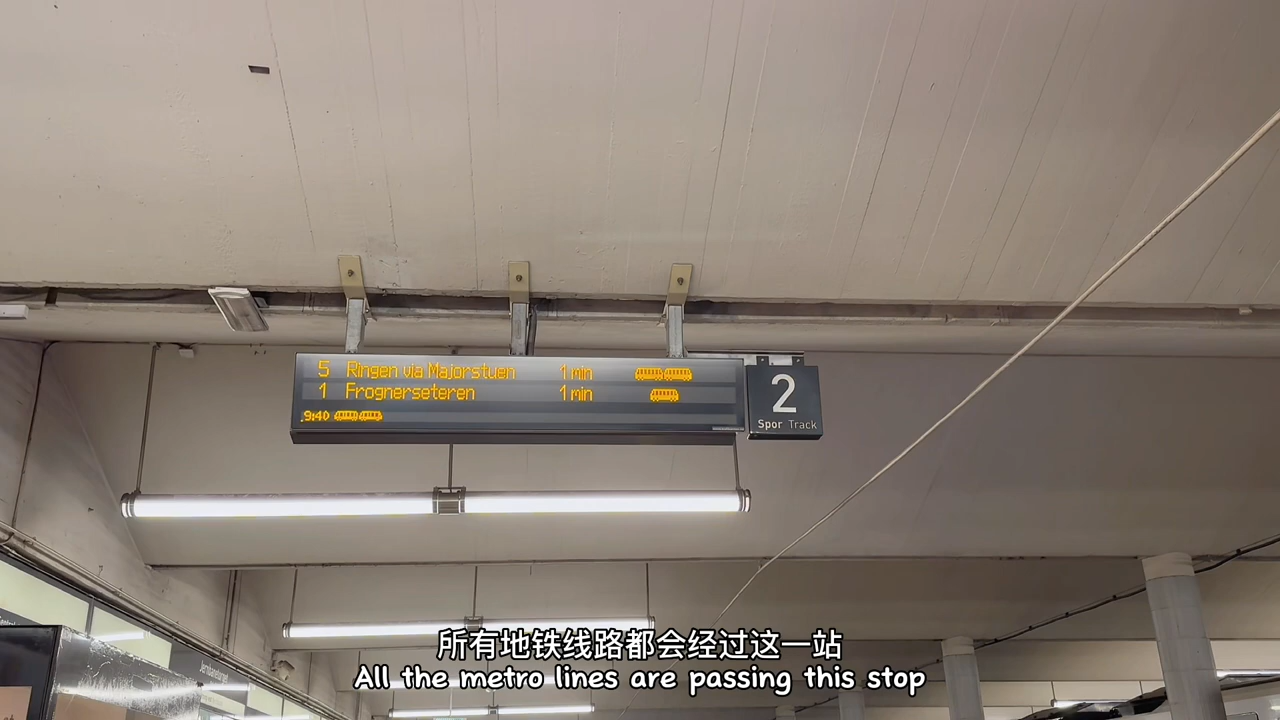 5 Ringen via Majorstuen 1 min
1 Frognerseteren 1 min
9:40
2
Spor Track
所有地铁线路都会经过这一站
All the metro lines are passing this stop